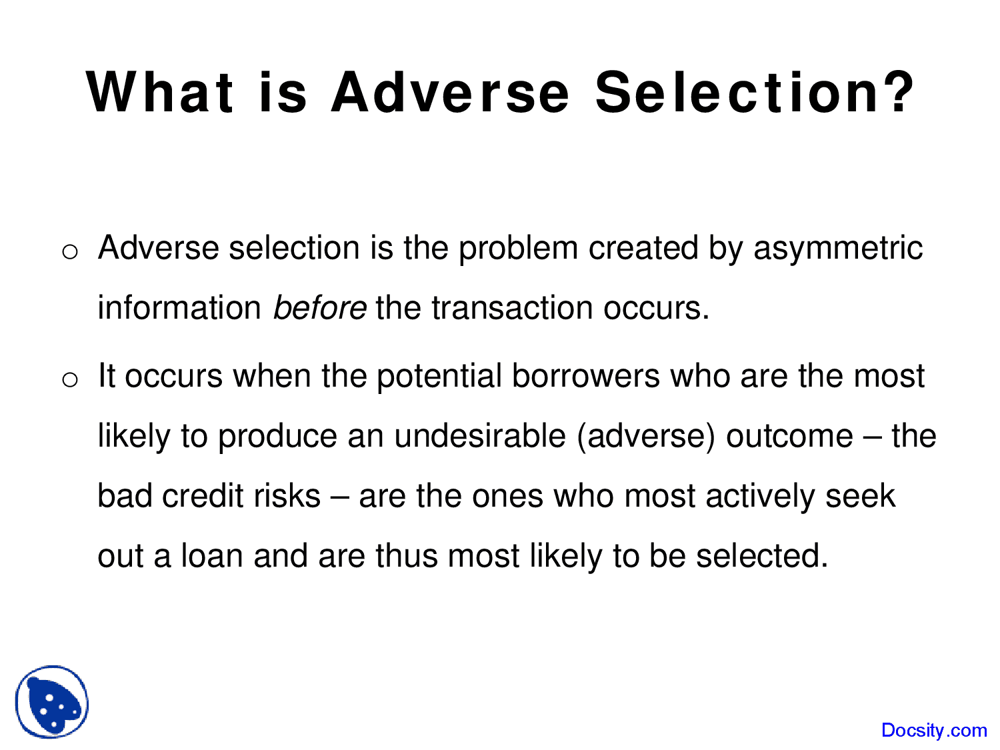 What is Adverse Selection?
o Adverse selection is the problem created by asymmetric
information before the transaction occurs.
o It occurs when the potential borrowers who are the most
likely to produce an undesirable (adverse) outcome – the
bad credit risks – are the ones who most actively seek
out a loan and are thus most likely to be selected.
Docsity.com